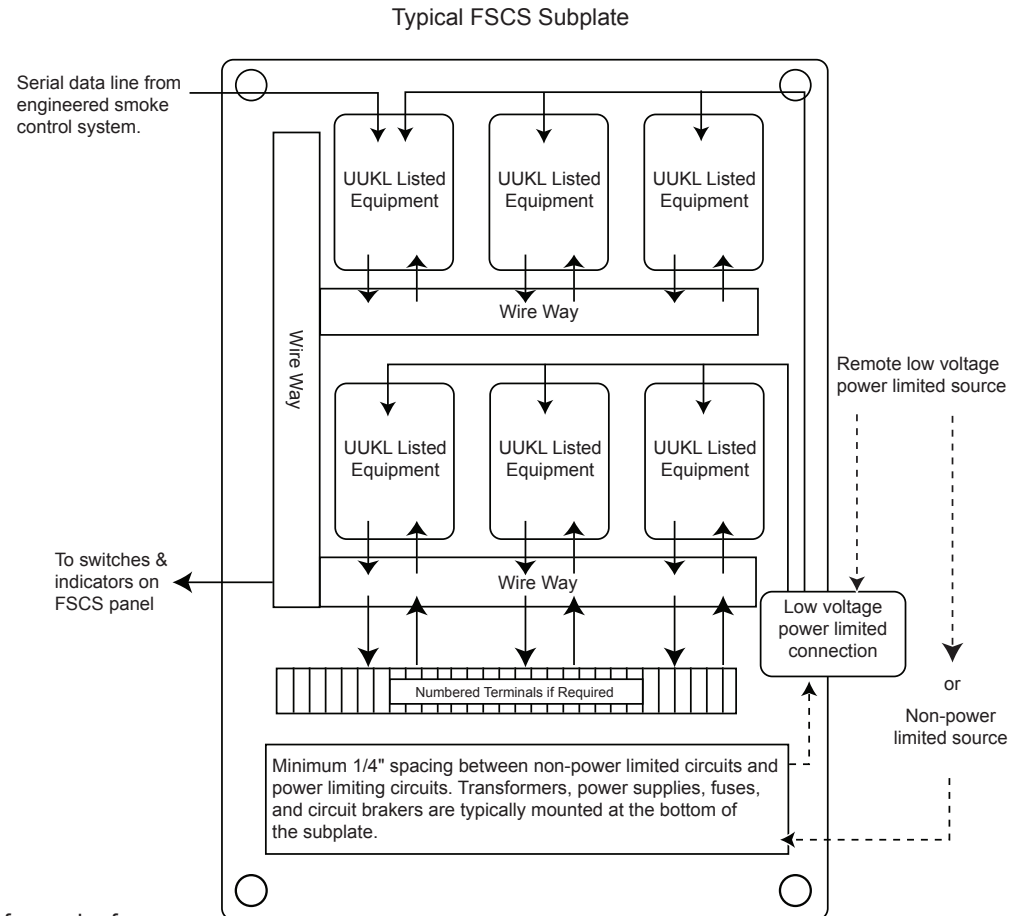 Typical FSCS Subplate
Serial data line from
engineered smoke
control system.
UUKL Listed
Equipment
UUKL Listed
Equipment
UUKL Listed
Equipment
Wire Way
Wire Way
Remote low voltage
power limited source
UUKL Listed
Equipment
UUKL Listed
Equipment
UUKL Listed
Equipment
To switches &
indicators on
FSCS panel
Wire Way
Low voltage
power limited
connection
Numbered Terminals if Required
or
Non-power
limited source
Minimum 1/4" spacing between non-power limited circuits and
power limiting circuits. Transformers, power supplies, fuses,
and circuit brakers are typically mounted at the bottom of
the subplate.